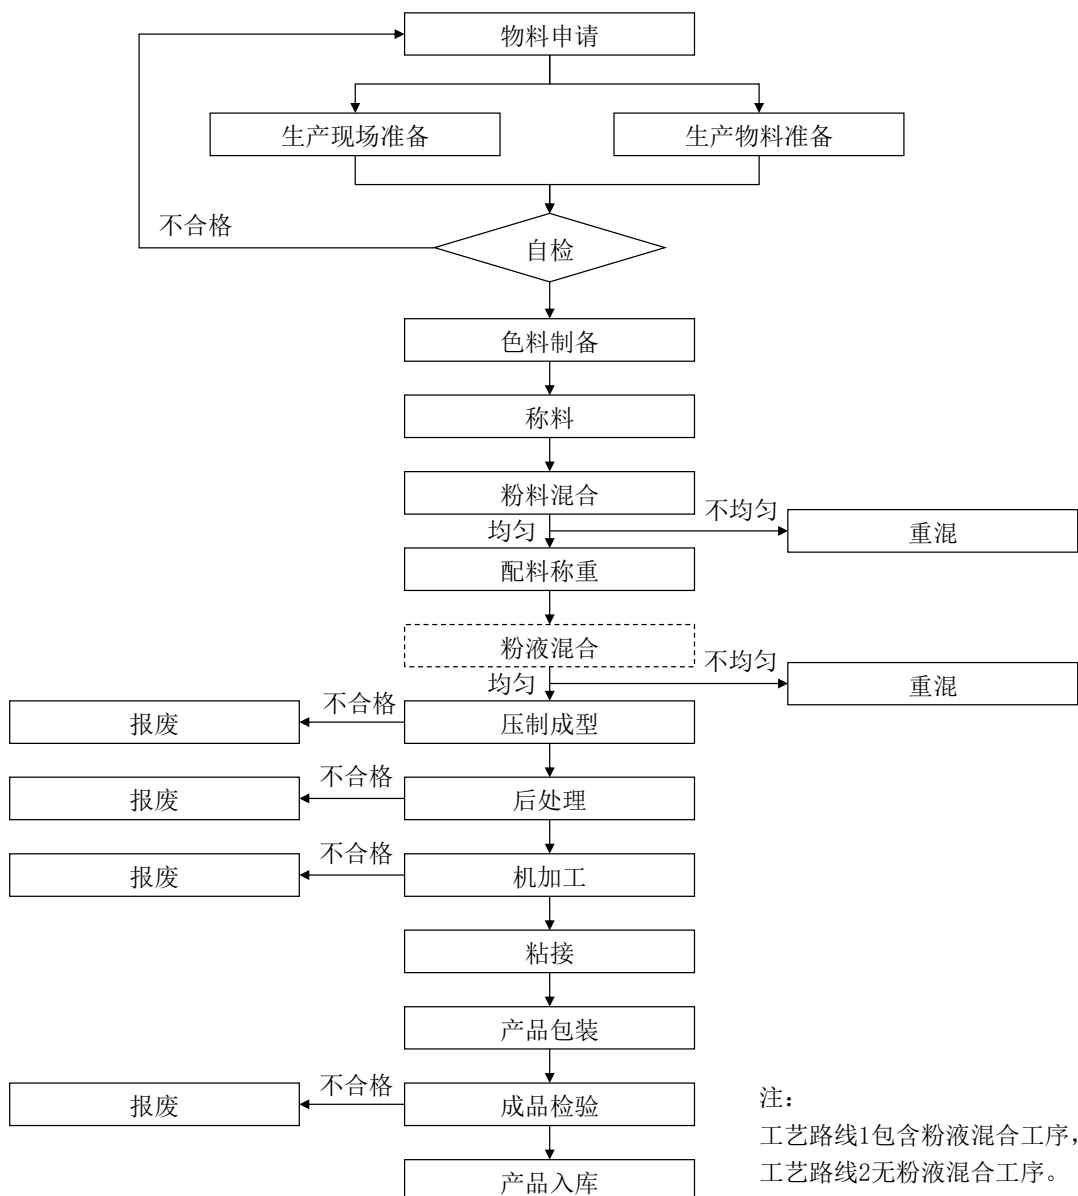 物料申请
生产现场准备
生产物料准备
不合格
自检
色料制备
称料
粉料混合
不均匀
均匀
重混
配料称重
粉液混合
不均匀
均匀
重混
不合格
报废
压制成型
不合格
报废
后处理
不合格
报废
机加工
粘接
产品包装
不合格
报废
成品检验
产品入库
注：
工艺路线1包含粉液混合工序，
工艺路线2无粉液混合工序。